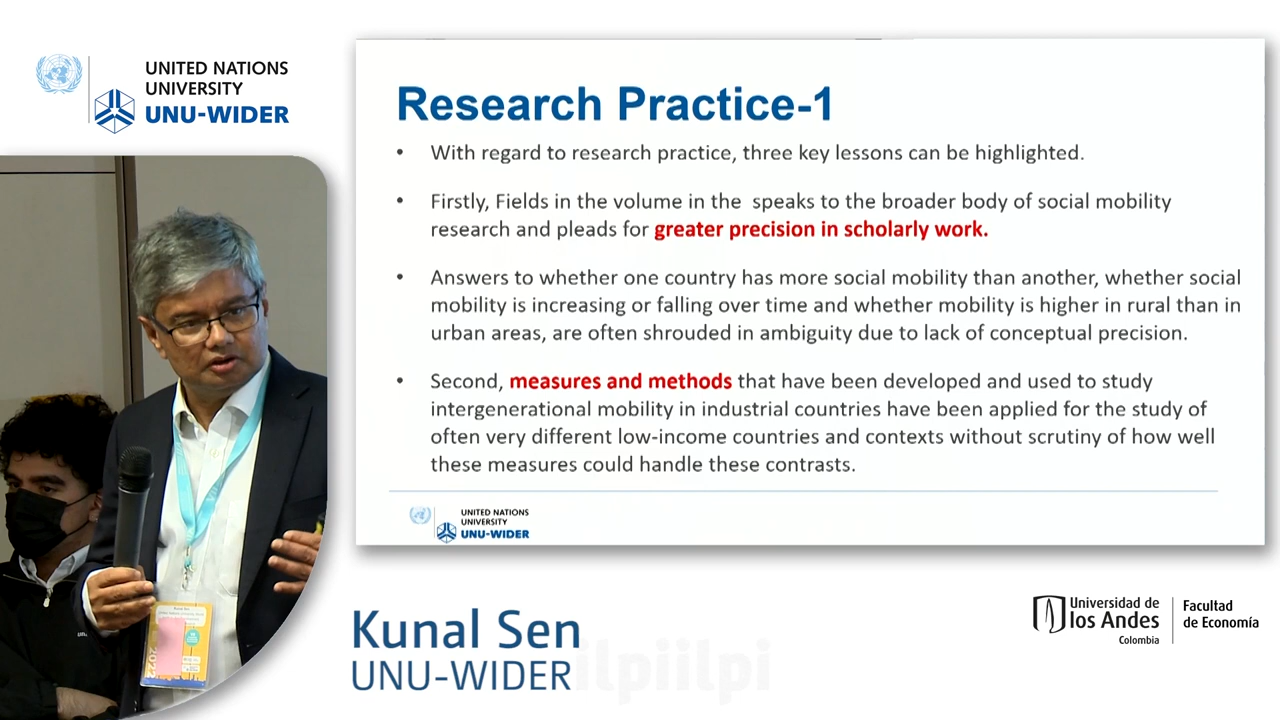 UNITED NATIONS
UNIVERSITY
UNU-WIDER
Research Practice-1
• With regard to research practice, three key lessons can be highlighted.
• Firstly, Fields in the volume in the speaks to the broader body of social mobility
research and pleads for greater precision in scholarly work.
• Answers to whether one country has more social mobility than another, whether social
mobility is increasing or falling over time and whether mobility is higher in rural than in
urban areas, are often shrouded in ambiguity due to lack of conceptual precision.
• Second, measures and methods that have been developed and used to study
intergenerational mobility in industrial countries have been applied for the study of
often very different low-income countries and contexts without scrutiny of how well
these measures could handle these contrasts.
UNITED NATIONS
UNIVERSITY
UNU-WIDER
Kunal Sen
UNU-WIDER
Universidad de
los Andes
Colombia
Facultad
de Economía
2022